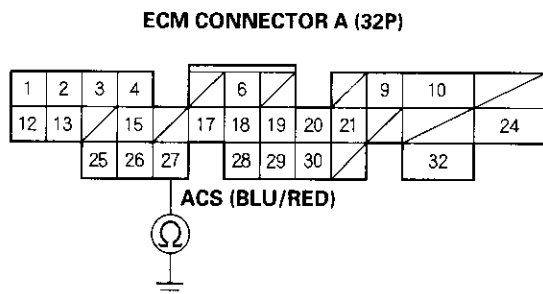 ECM CONNECTOR A (32P)
1 2 3 4 6 9 10
12 13 15 17 18 19 20 21 24
25 26 27 28 29 30 32
ACS (BLU/RED)
Ω